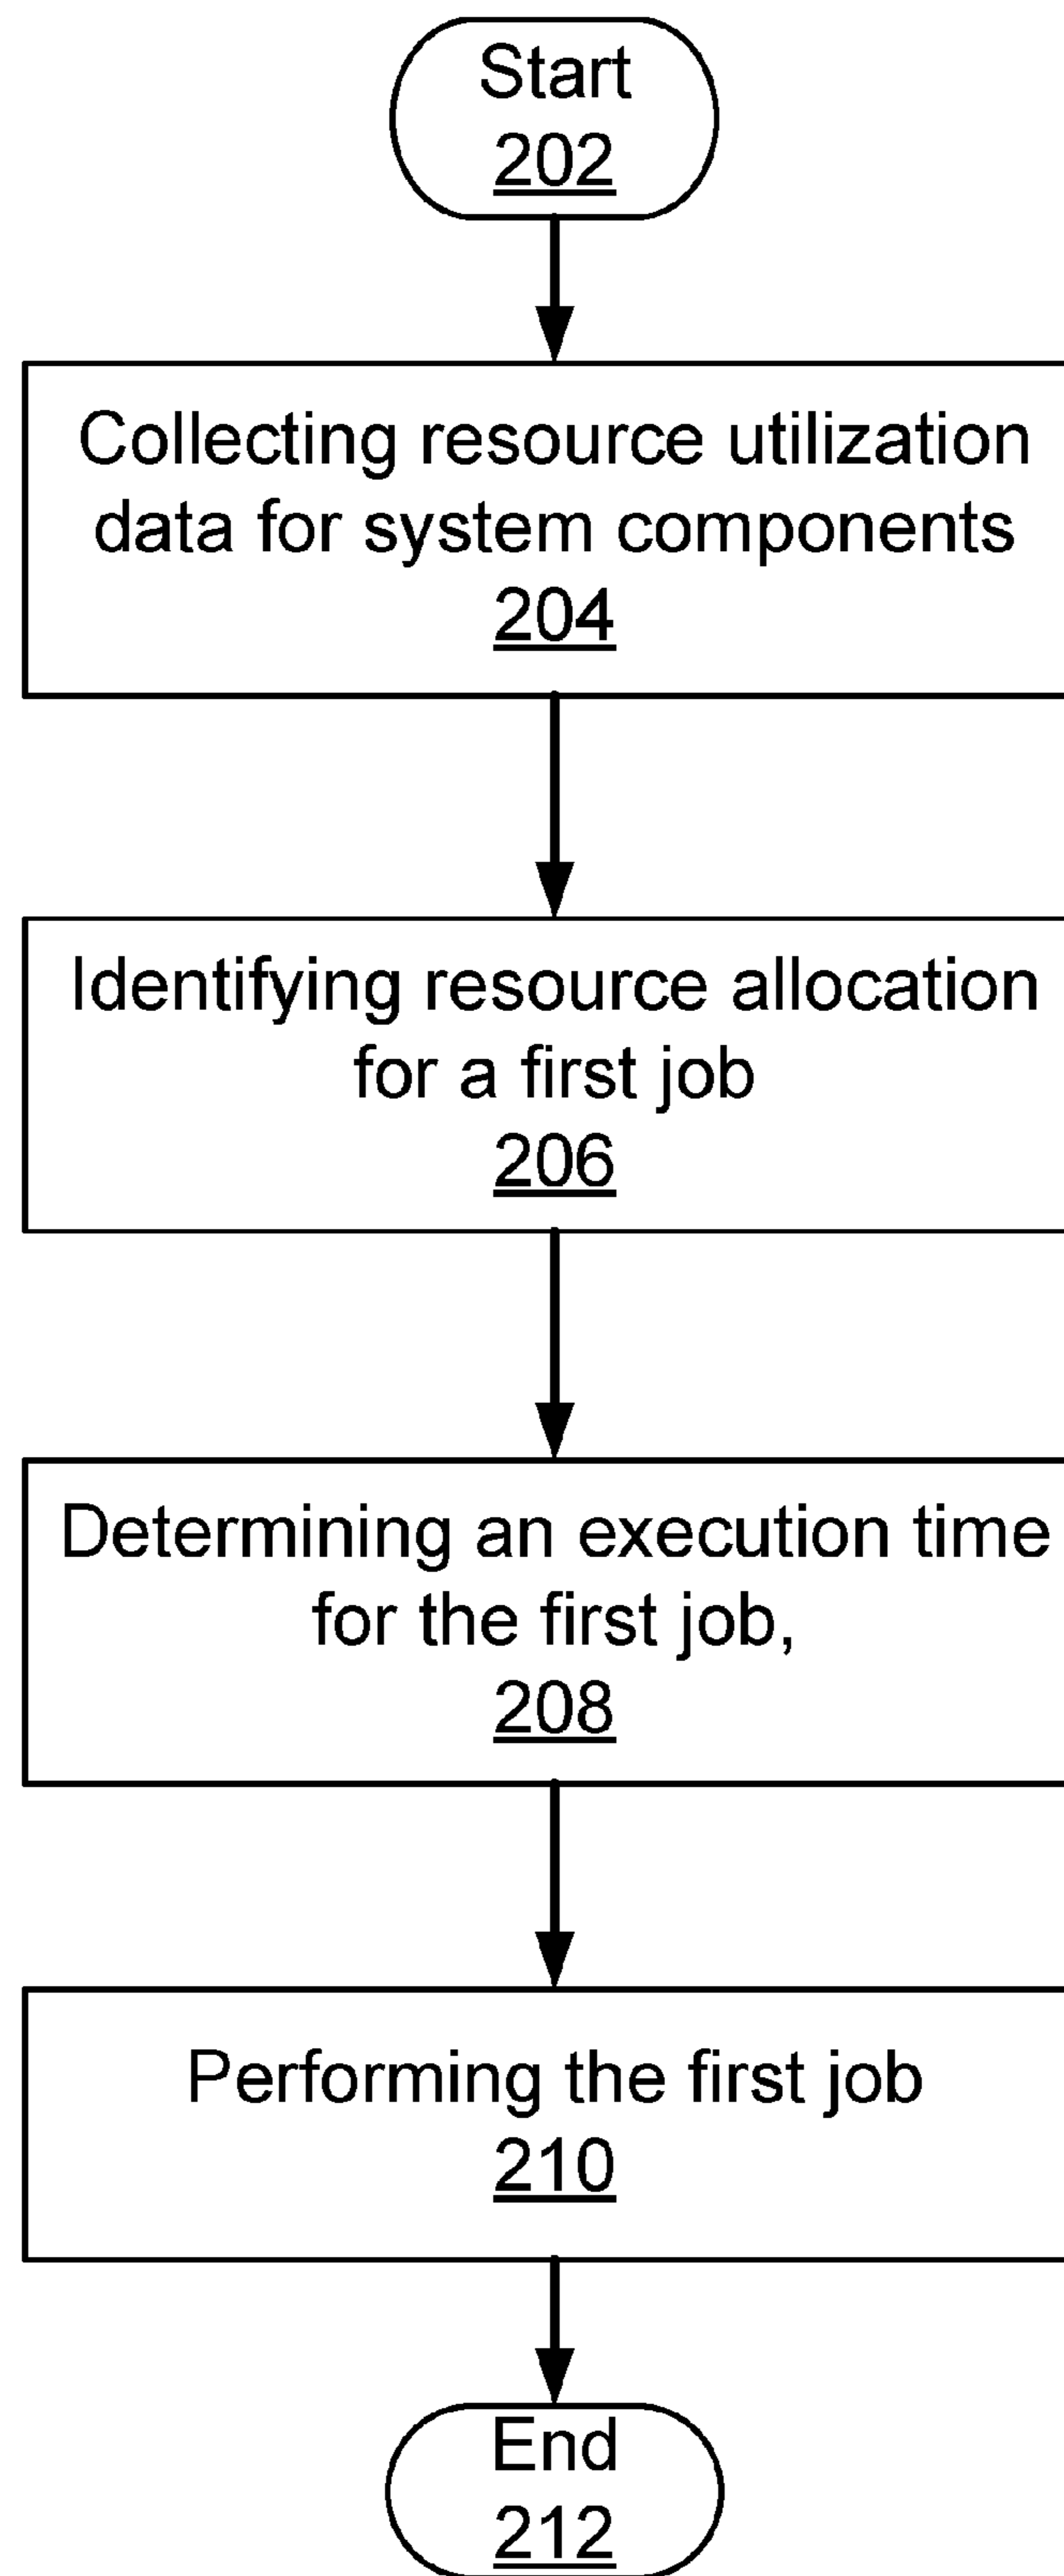 Start
202
Collecting resource utilization
data for system components
204
Identifying resource allocation
for a first job
206
Determining an execution time
for the first job,
208
Performing the first job
210
End
212